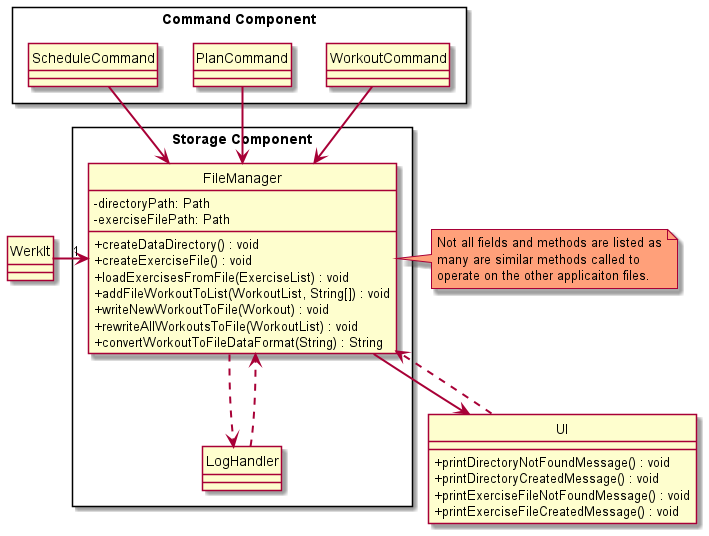 Command Component
ScheduleCommand
PlanCommand
WorkoutCommand
Storage Component
FileManager
-directoryPath: Path
-exerciseFilePath: Path
+createDataDirectory() : void
+createExerciseFile() : void
+loadExercisesFromFile(ExerciseList) : void
+addFileWorkoutToList(WorkoutList, String[]) : void
+writeNewWorkoutToFile(Workout) : void
+rewriteAllWorkoutsToFile(WorkoutList) : void
+convertWorkoutToFileDataFormat(String) : String
WerkIt
1
Not all fields and methods are listed as
many are similar methods called to
operate on the other applicaiton files.
LogHandler
UI
+printDirectoryNotFoundMessage() : void
+printDirectoryCreatedMessage() : void
+printExerciseFileNotFoundMessage() : void
+printExerciseFileCreatedMessage() : void